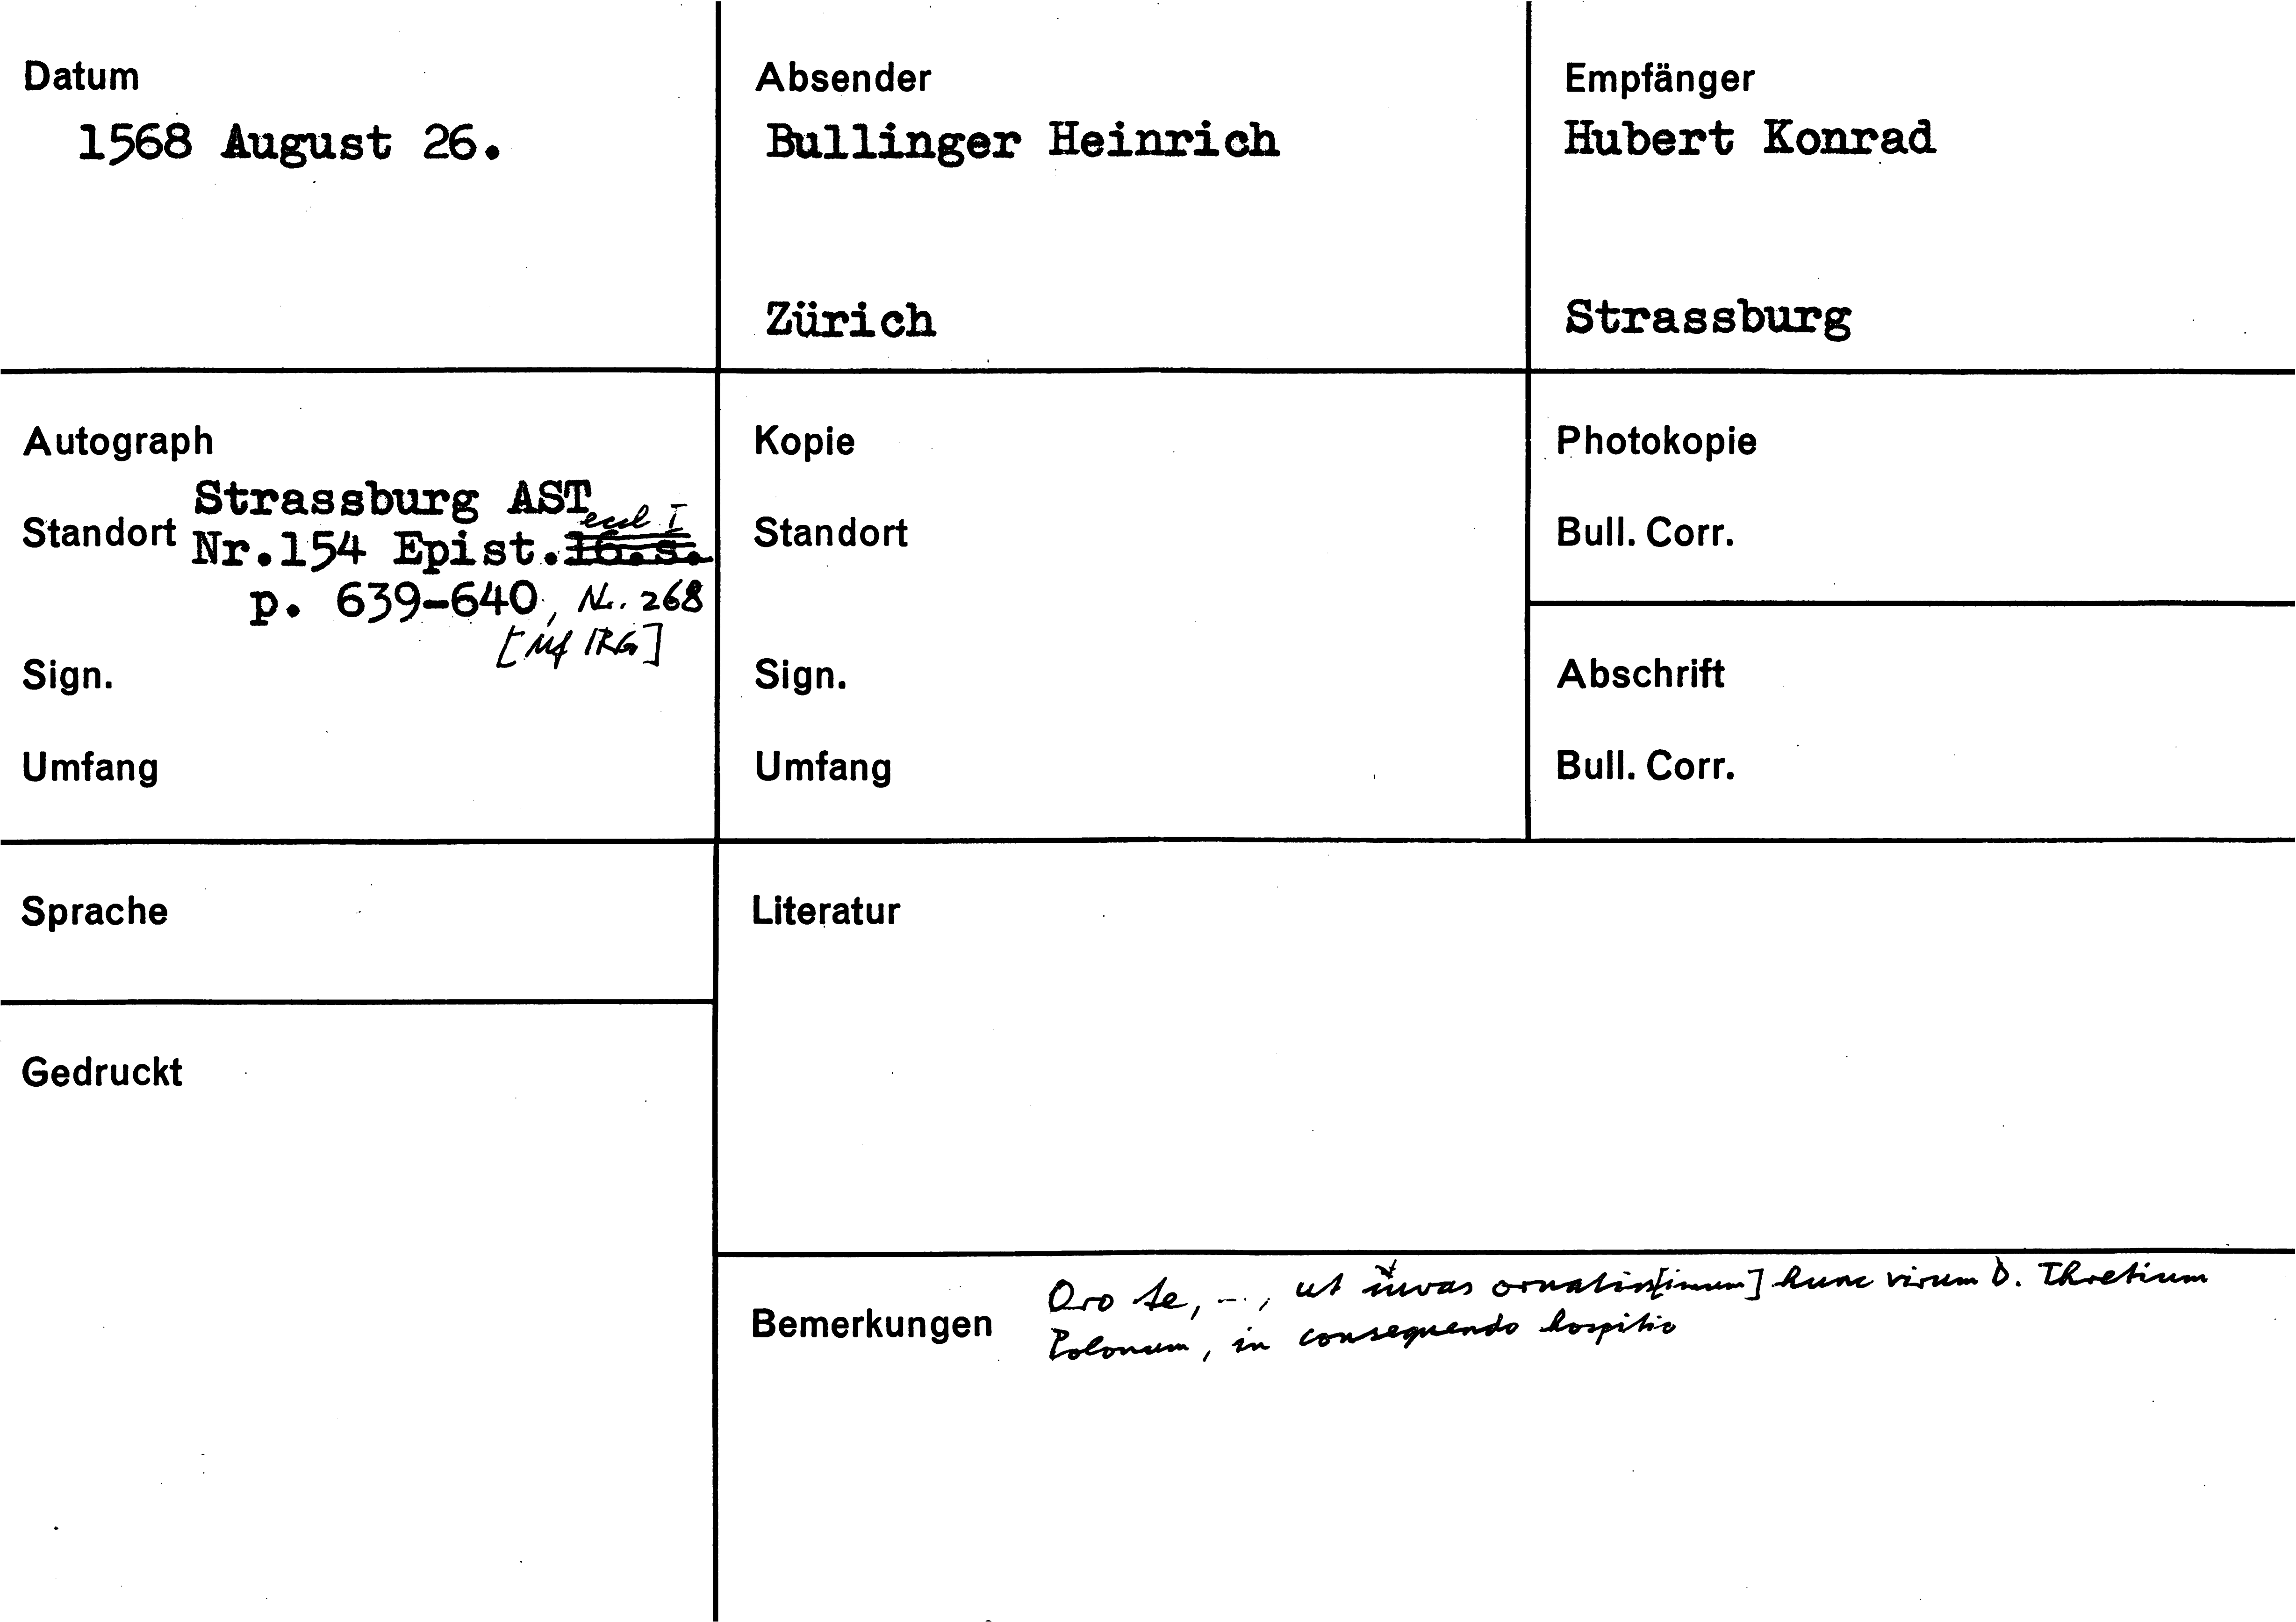 Datum
1568 August 26.
Absender
Bullinger Heinrich
Zürich
Empfänger
Hubert Konrad
Strassburg
Autograph
Standort
Strassburg AST
Nr.154 Epist. 16.s. eccl I
p. 639-640, Nr. 268
[Mf IRG]
Sign.
Umfang
Kopie
Standort
Sign.
Umfang
Photokopie
Bull. Corr.
Abschrift
Bull. Corr.
Sprache
Gedruckt
Literatur
Bemerkungen
Oro te, ..., ut iuvas ornatiss[imum] hunc virum D. Thretium
Polonum, in consequendo hospitio